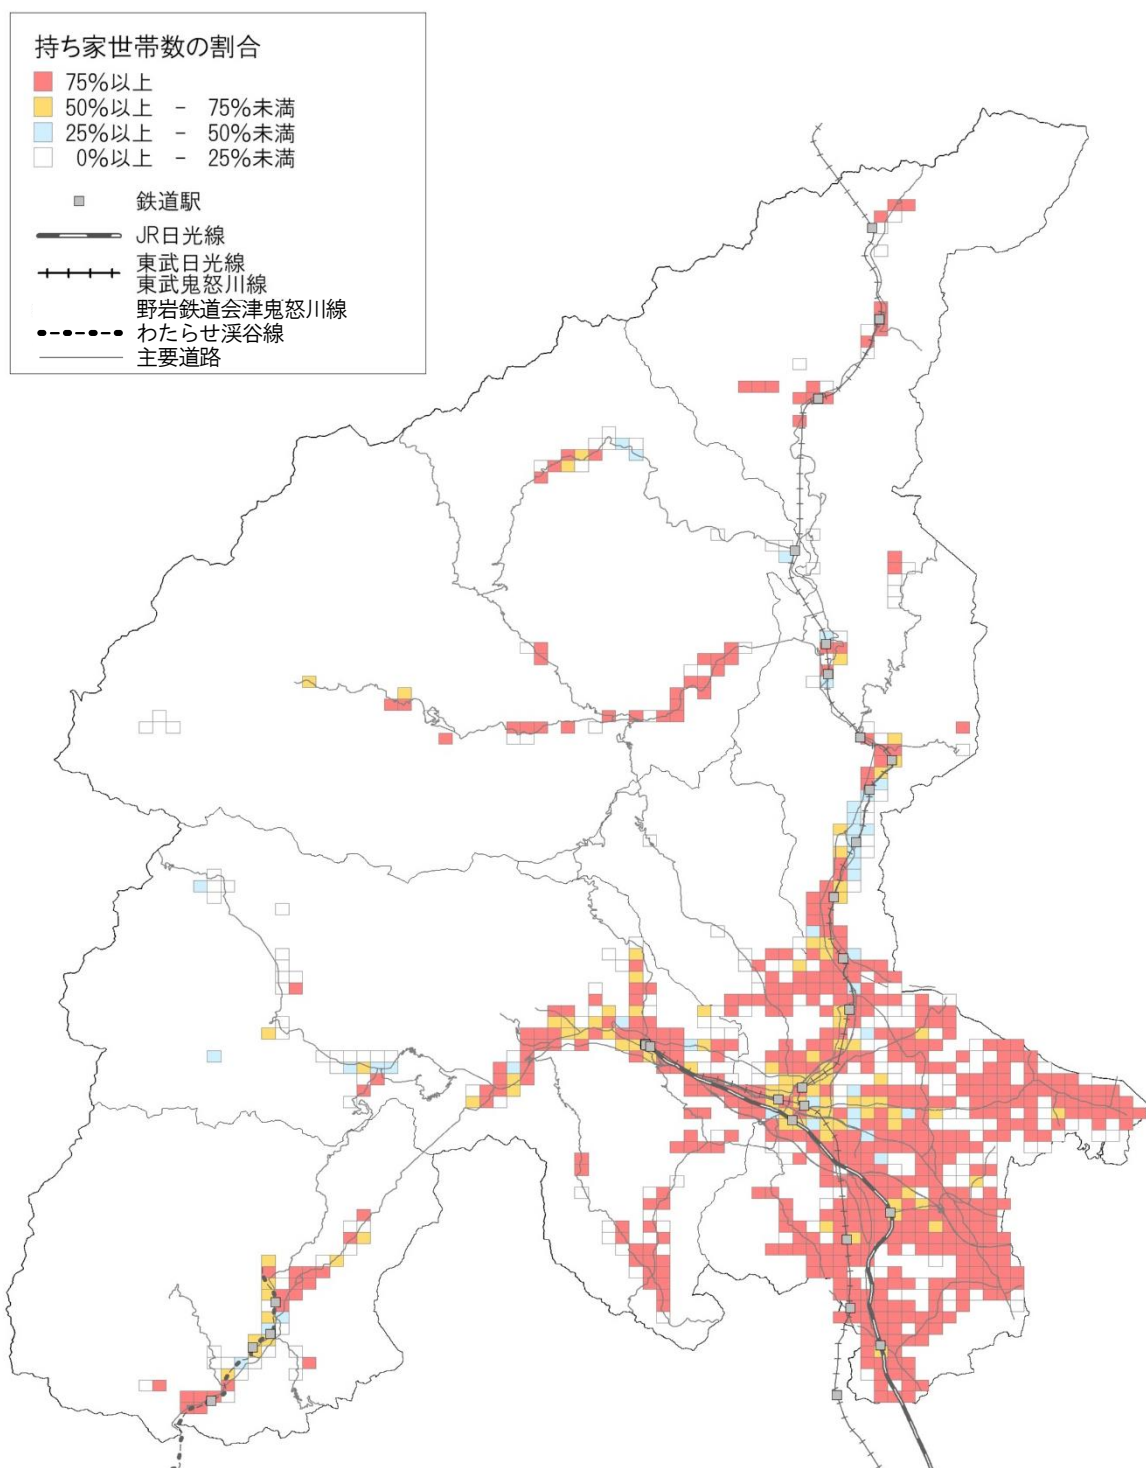 持ち家世帯数の割合
75%以上
50%以上 - 75%未満
25%以上 - 50%未満
0%以上 - 25%未満
鉄道駅
JR日光線
東武日光線
東武鬼怒川線
野岩鉄道会津鬼怒川線
わたらせ渓谷線
主要道路